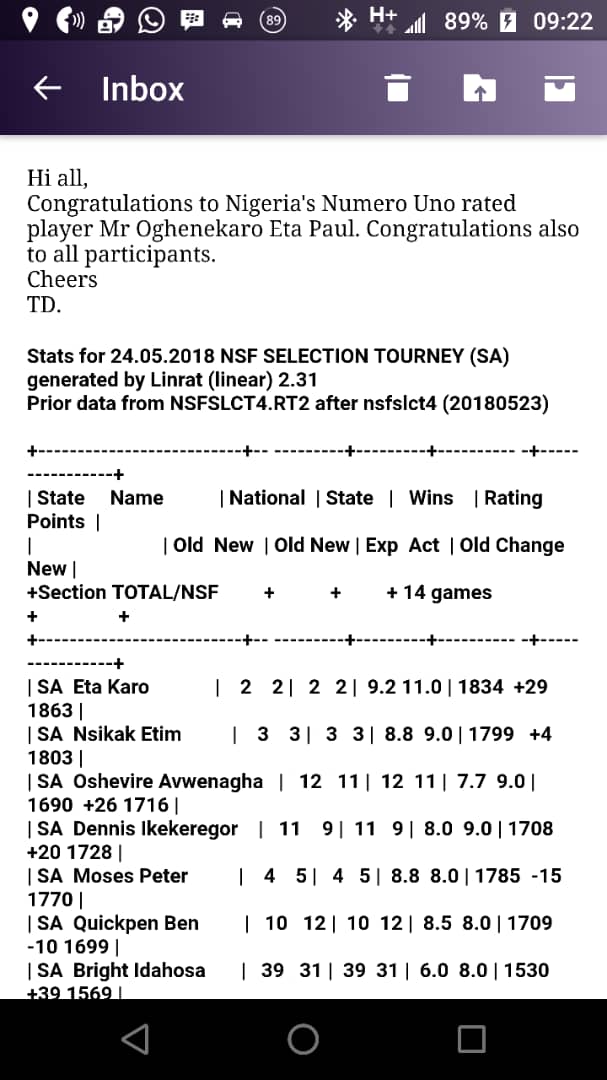 89 H+ 89% 09:22
Inbox
Hi all,
Congratulations to Nigeria's Numero Uno rated
player Mr Oghenekaro Eta Paul. Congratulations also
to all participants.
Cheers
TD.
Stats for 24.05.2018 NSF SELECTION TOURNEY (SA)
generated by Linrat (linear) 2.31
Prior data from NSFSLCT4.RT2 after nsfslct4 (20180523)
+---------------------------+-- ---------+---------+---------- -+-----
-----------+
| State Name | National | State | Wins | Rating
Points |
| | Old New | Old New | Exp Act | Old Change
New |
+Section TOTAL/NSF + + + 14 games
+ +
+---------------------------+-- ---------+---------+---------- -+-----
-----------+
| SA Eta Karo | 2 2| 2 2| 9.2 11.0 | 1834 +29
1863 |
| SA Nsikak Etim | 3 3| 3 3| 8.8 9.0 | 1799 +4
1803 |
| SA Oshevire Avwenagha | 12 11| 12 11| 7.7 9.0 |
1690 +26 1716 |
| SA Dennis Ikekeregor | 11 9| 11 9| 8.0 9.0 | 1708
+20 1728 |
| SA Moses Peter | 4 5| 4 5| 8.8 8.0 | 1785 -15
1770 |
| SA Quickpen Ben | 10 12| 10 12| 8.5 8.0 | 1709
-10 1699 |
| SA Bright Idahosa | 39 31 | 39 31 | 6.0 8.0 | 1530
+39 1569 |